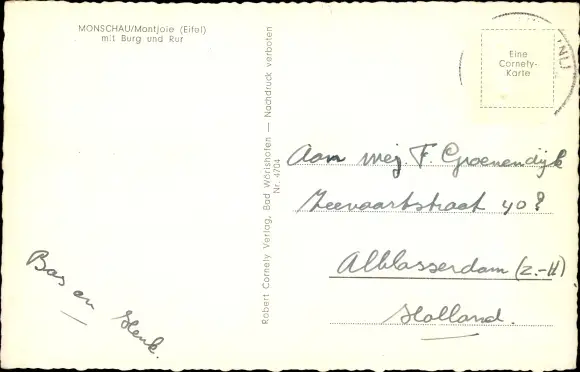 MONSCHAU/Montjoie (Eifel)
mit Burg und Rur
Bas en Henk.
Robert Cornely Verlag, Bad Wörishofen — Nachdruck verboten
Nr. 4704
Eine
Cornely-
Karte
Aan mej. F. Groenendijk
Zeevaartstraat 40?
Alblasserdam (Z.-H)
Holland.